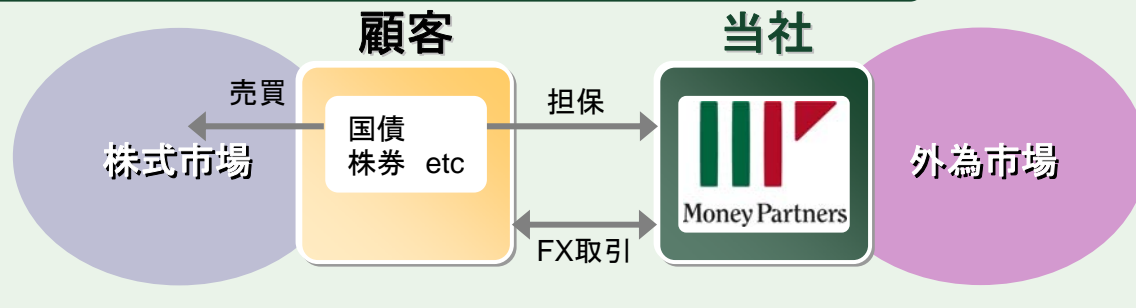 顧客
当社
売買
担保
国債
株券 etc
株式市場
外為市場
Money Partners
FX取引